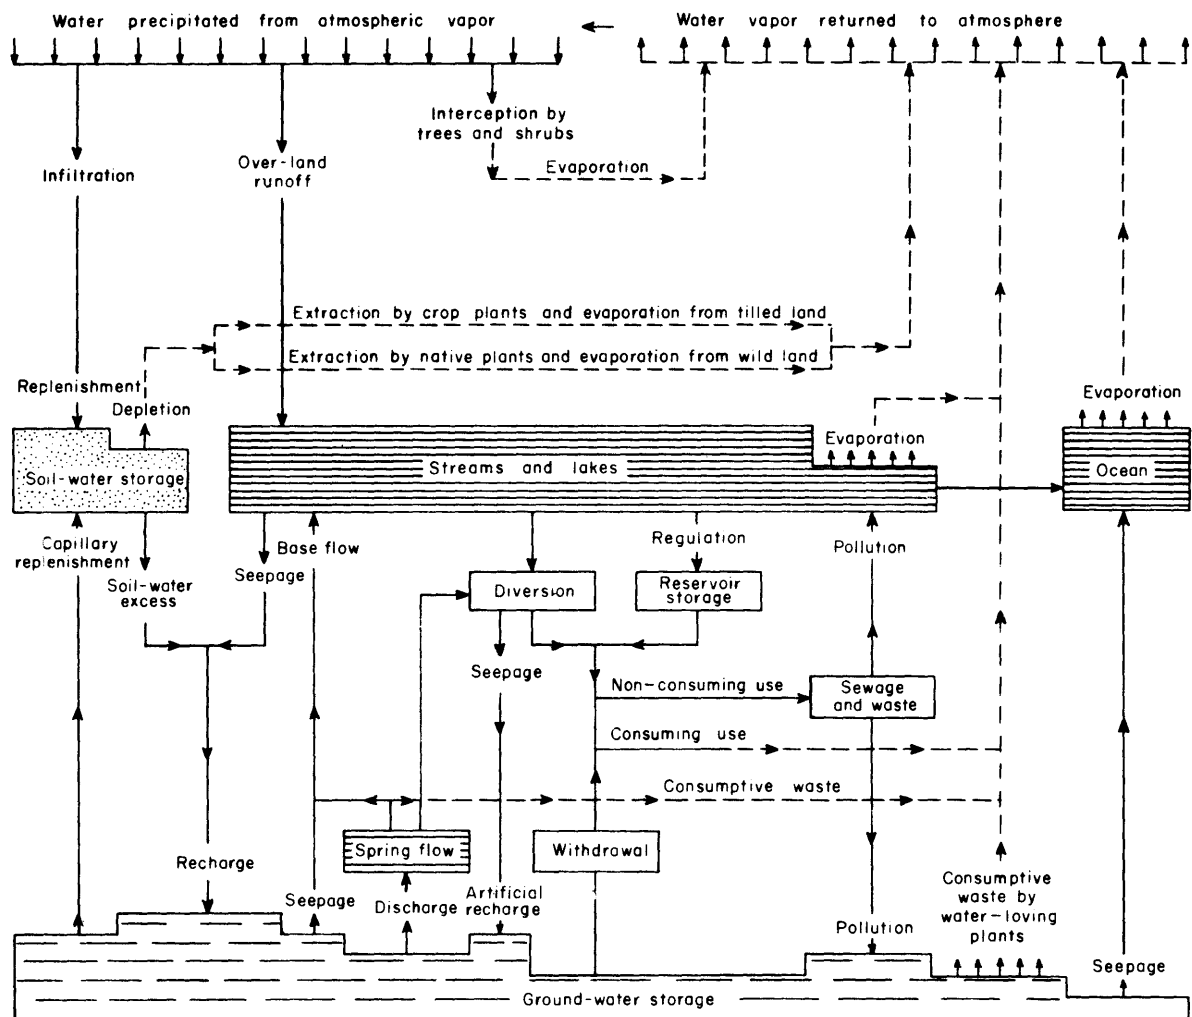 Water precipitated from atmospheric vapor
Water vapor returned to atmosphere
Interception by
trees and shrubs
Evaporation
Infiltration
Over-land
runoff
Extraction by crop plants and evaporation from tilled land
Extraction by native plants and evaporation from wild land
Replenishment
Depletion
Evaporation
Evaporation
Soil-water storage
Streams and lakes
Ocean
Capillary
replenishment
Soil-water
excess
Seepage
Base flow
Regulation
Pollution
Diversion
Reservoir
storage
Seepage
Non-consuming use
Sewage
and waste
Consuming use
Consumptive waste
Spring flow
Withdrawal
Recharge
Seepage
Discharge
Artificial
recharge
Pollution
Consumptive
waste by
water-loving
plants
Seepage
Ground-water storage